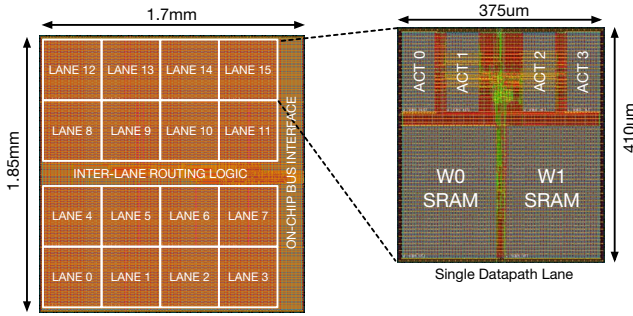 1.7mm
375um
1.85mm
LANE 12 LANE 13 LANE 14 LANE 15
LANE 8 LANE 9 LANE 10 LANE 11
INTER-LANE ROUTING LOGIC
LANE 4 LANE 5 LANE 6 LANE 7
LANE 0 LANE 1 LANE 2 LANE 3
ON-CHIP BUS INTERFACE
ACT 0 ACT 1 ACT 2 ACT 3
410um
W0 W1
SRAM SRAM
Single Datapath Lane